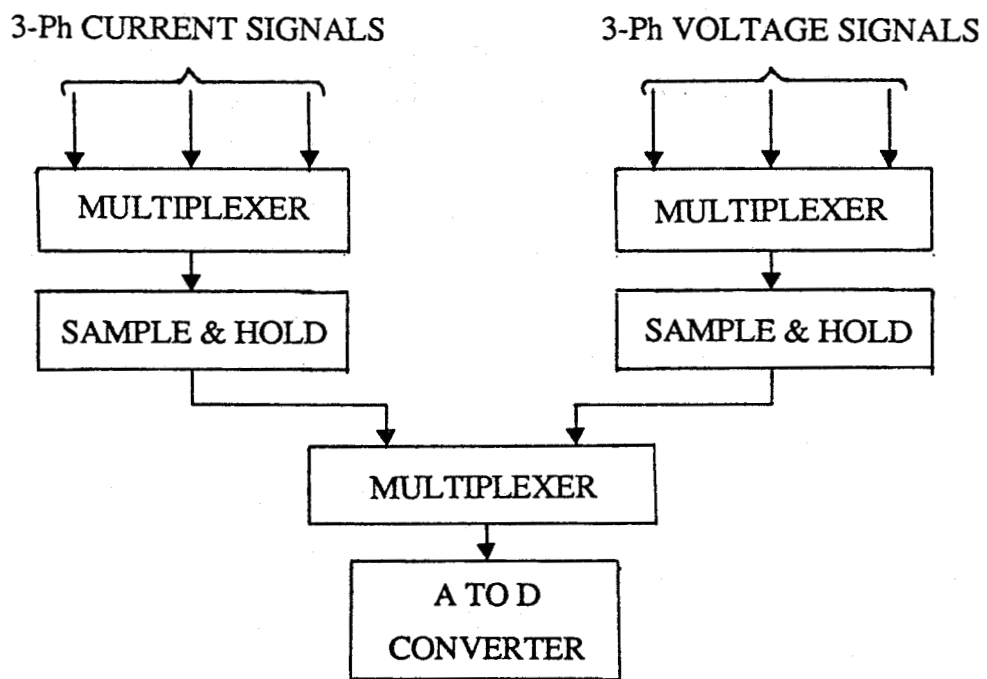 3-Ph CURRENT SIGNALS
3-Ph VOLTAGE SIGNALS
MULTIPLEXER
MULTIPLEXER
SAMPLE & HOLD
SAMPLE & HOLD
MULTIPLEXER
A TO D
CONVERTER